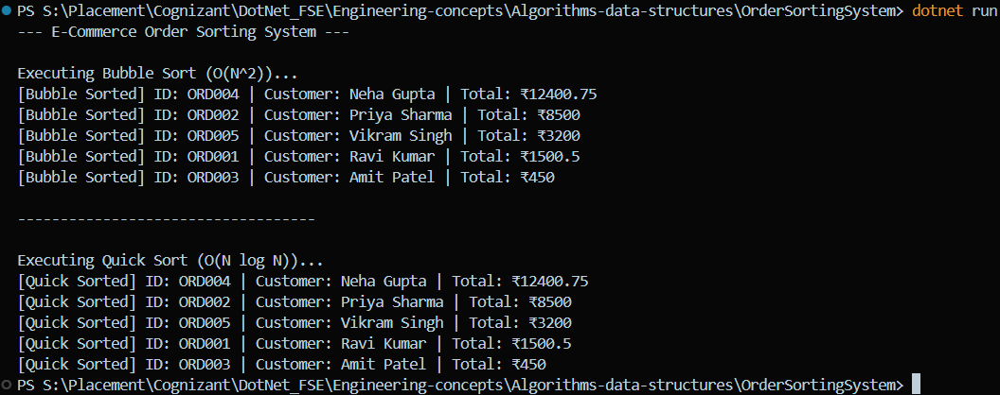 PS S:\Placement\Cognizant\DotNet_FSE\Engineering-concepts\Algorithms-data-structures\OrderSortingSystem> dotnet run
--- E-Commerce Order Sorting System ---
Executing Bubble Sort (O(N^2))...
[Bubble Sorted] ID: ORD004 | Customer: Neha Gupta | Total: ₹12400.75
[Bubble Sorted] ID: ORD002 | Customer: Priya Sharma | Total: ₹8500
[Bubble Sorted] ID: ORD005 | Customer: Vikram Singh | Total: ₹3200
[Bubble Sorted] ID: ORD001 | Customer: Ravi Kumar | Total: ₹1500.5
[Bubble Sorted] ID: ORD003 | Customer: Amit Patel | Total: ₹450
-----------------------------------
Executing Quick Sort (O(N log N))...
[Quick Sorted] ID: ORD004 | Customer: Neha Gupta | Total: ₹12400.75
[Quick Sorted] ID: ORD002 | Customer: Priya Sharma | Total: ₹8500
[Quick Sorted] ID: ORD005 | Customer: Vikram Singh | Total: ₹3200
[Quick Sorted] ID: ORD001 | Customer: Ravi Kumar | Total: ₹1500.5
[Quick Sorted] ID: ORD003 | Customer: Amit Patel | Total: ₹450
PS S:\Placement\Cognizant\DotNet_FSE\Engineering-concepts\Algorithms-data-structures\OrderSortingSystem>